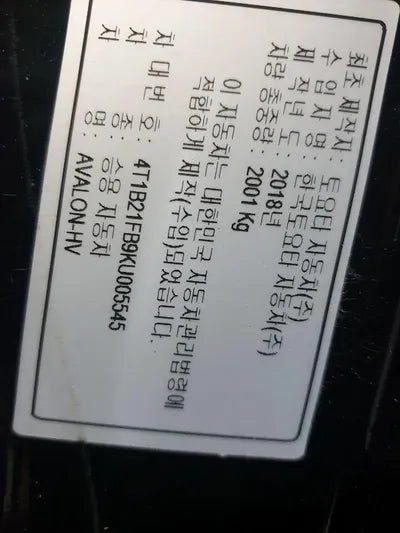 최초 제작자 : 토요타 자동차(주)
수 입 자 명 : 한국토요타 자동차(주)
제 작 년 도 : 2018년
차량 총중량 : 2001 Kg
이 자동차는 대한민국 자동차관리법령에
적합하게 제작(수입)되었습니다.
차 대 번 호 : 4T1B21FB9KU005545
차 종 : 승용 자동차
차 명 : AVALON-HV